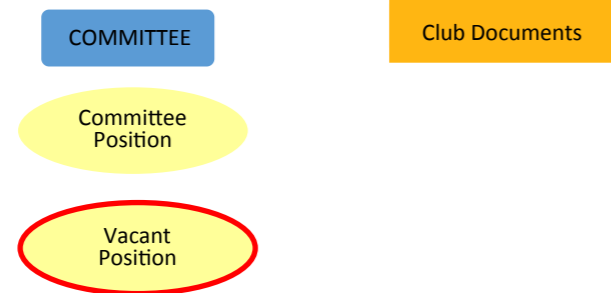 COMMITTEE
Club Documents
Committee
Position
Vacant
Position